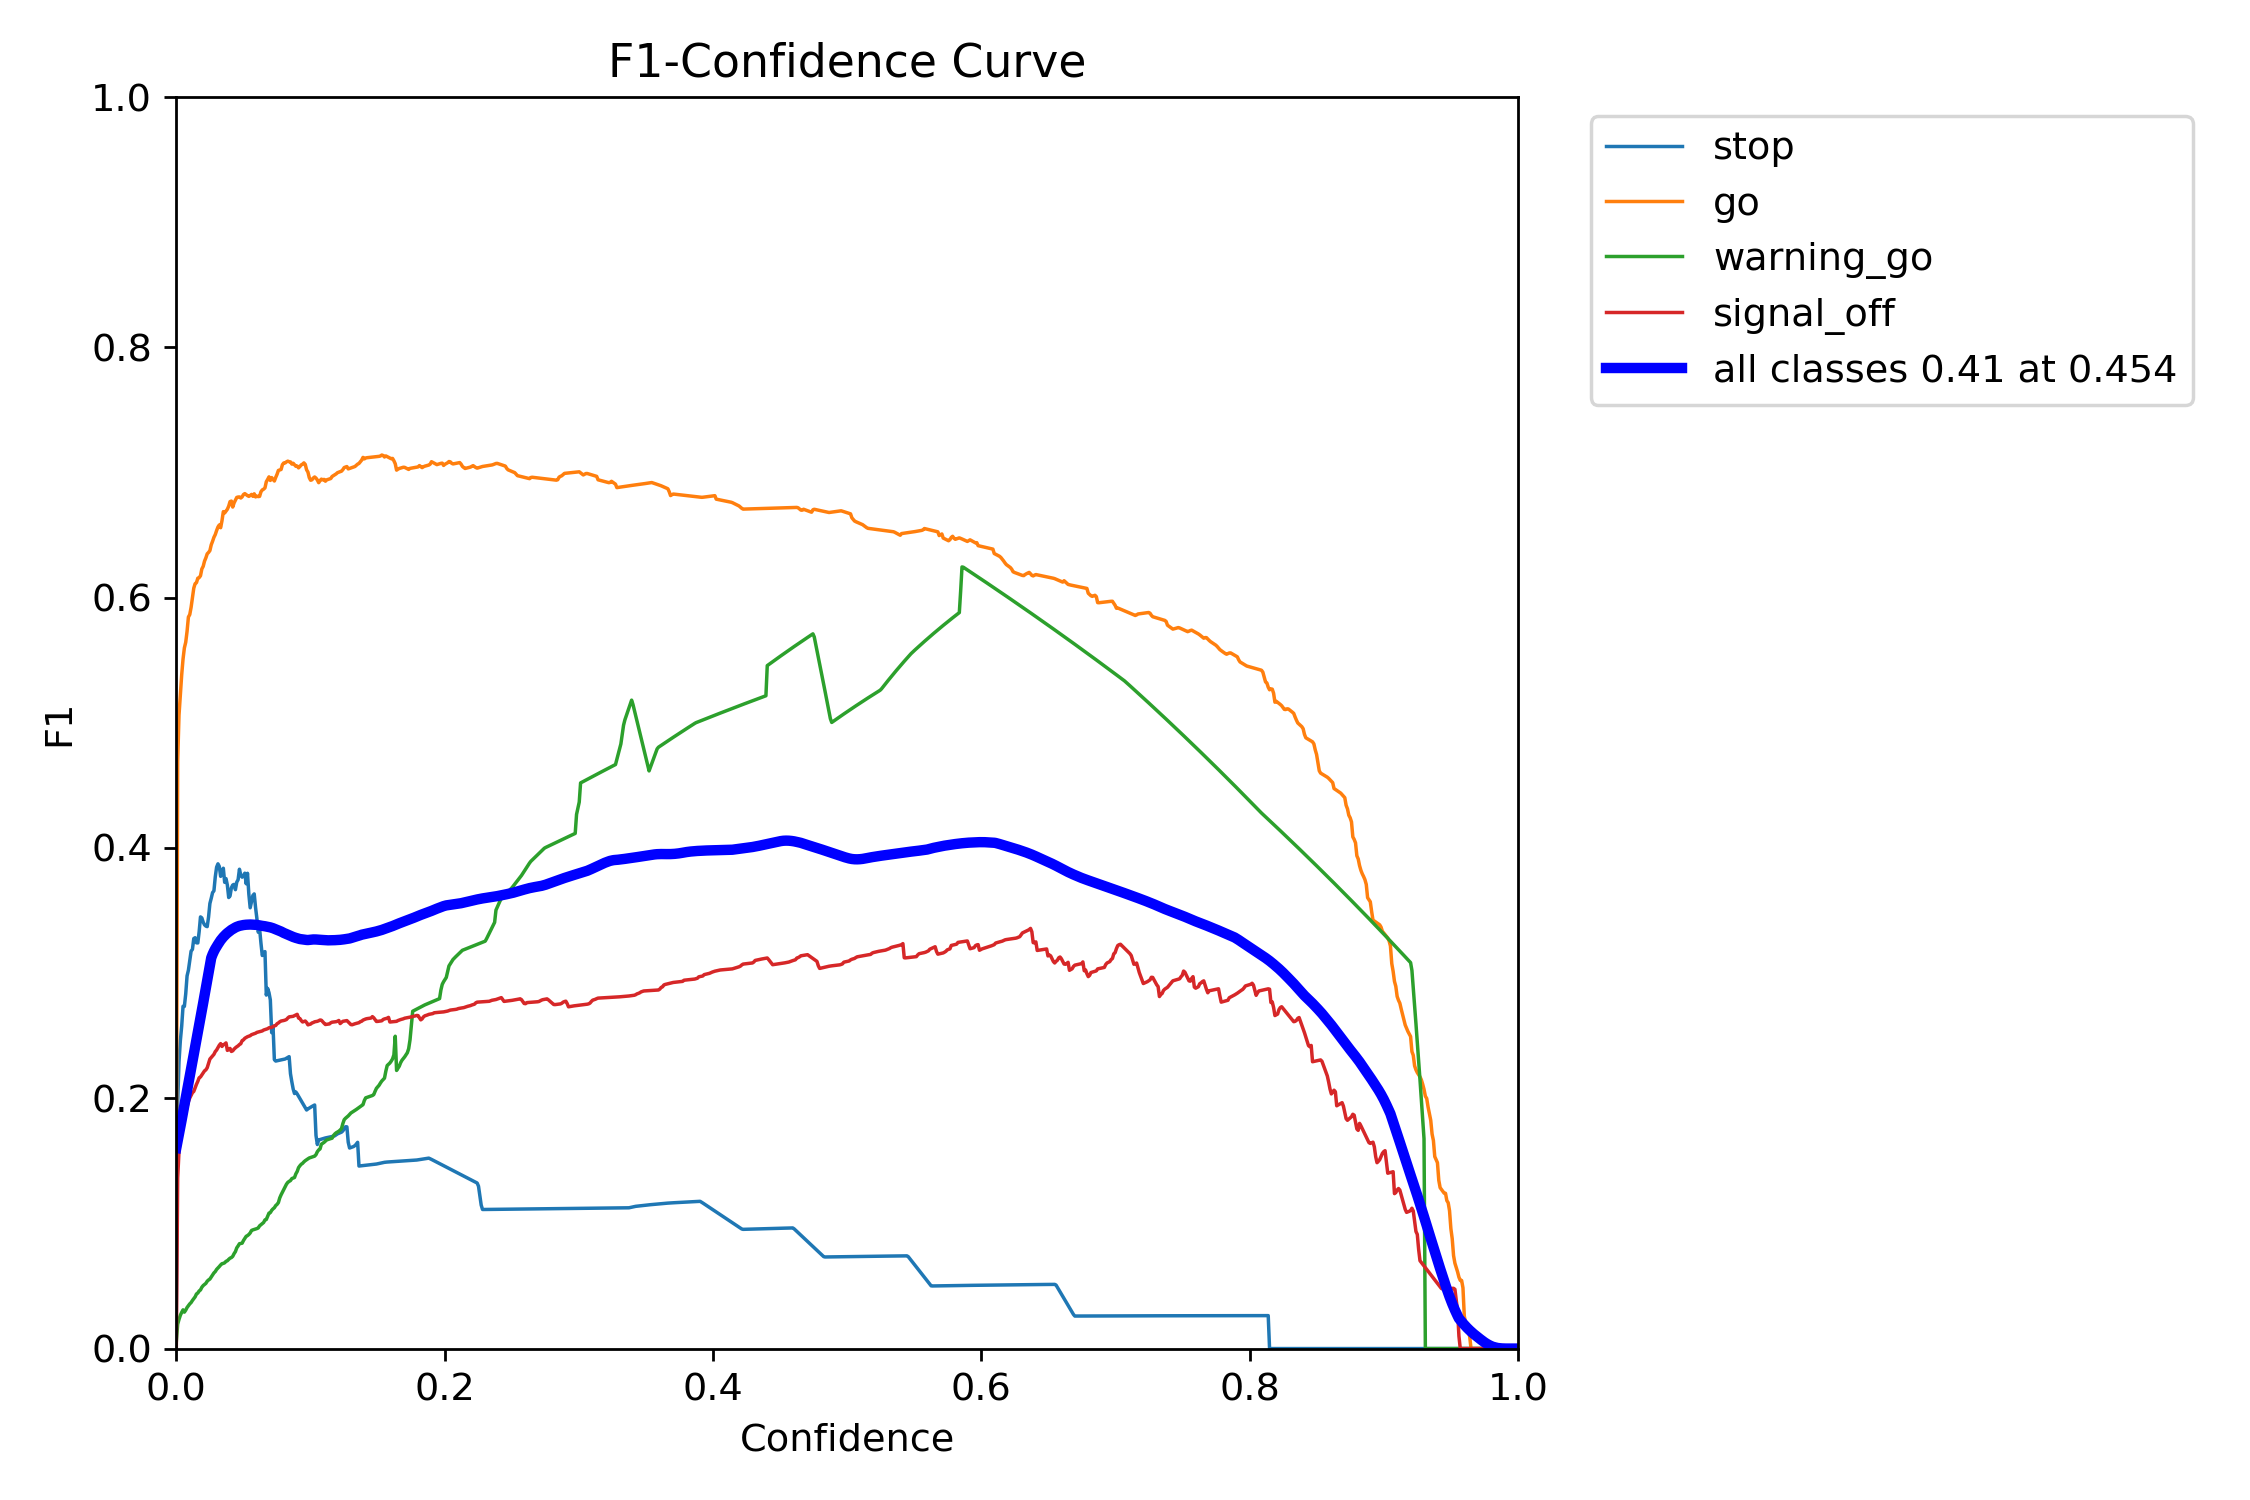 F1-Confidence Curve
1.0
0.8
0.6
0.4
0.2
0.0
F1
0.0 0.2 0.4 0.6 0.8 1.0
Confidence
stop
go
warning_go
signal_off
all classes 0.41 at 0.454